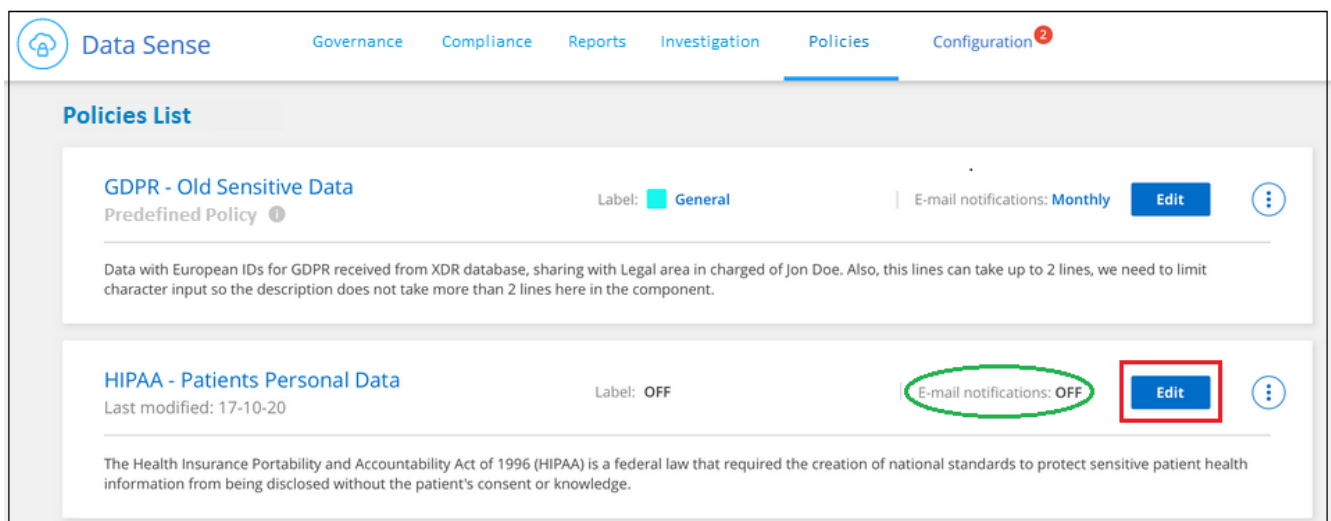 Data Sense Governance Compliance Reports Investigation Policies Configuration 2
Policies List
GDPR - Old Sensitive Data
Label: General E-mail notifications: Monthly Edit
Predefined Policy i
Data with European IDs for GDPR received from XDR database, sharing with Legal area in charged of Jon Doe. Also, this lines can take up to 2 lines, we need to limit
character input so the description does not take more than 2 lines here in the component.
HIPAA - Patients Personal Data
Label: OFF E-mail notifications: OFF Edit
Last modified: 17-10-20
The Health Insurance Portability and Accountability Act of 1996 (HIPAA) is a federal law that required the creation of national standards to protect sensitive patient health
information from being disclosed without the patient's consent or knowledge.